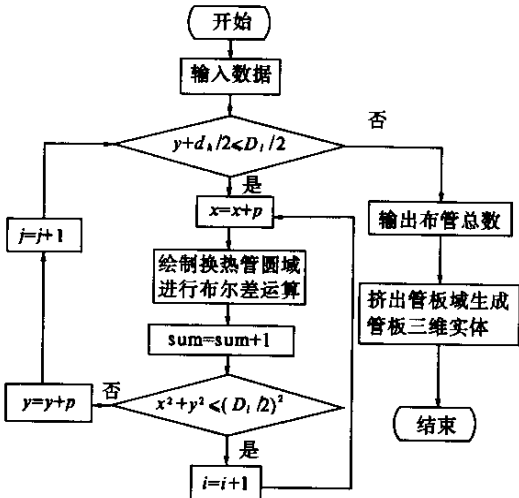 开始
输入数据
y+d_h/2≤D_l/2
否
是
x=x+p
输出布管总数
j=j+1
绘制换热管圆域
进行布尔差运算
挤出管板域生成
管板三维实体
sum=sum+1
y=y+p
否
x²+y²≤(D_l/2)²
结束
是
i=i+1